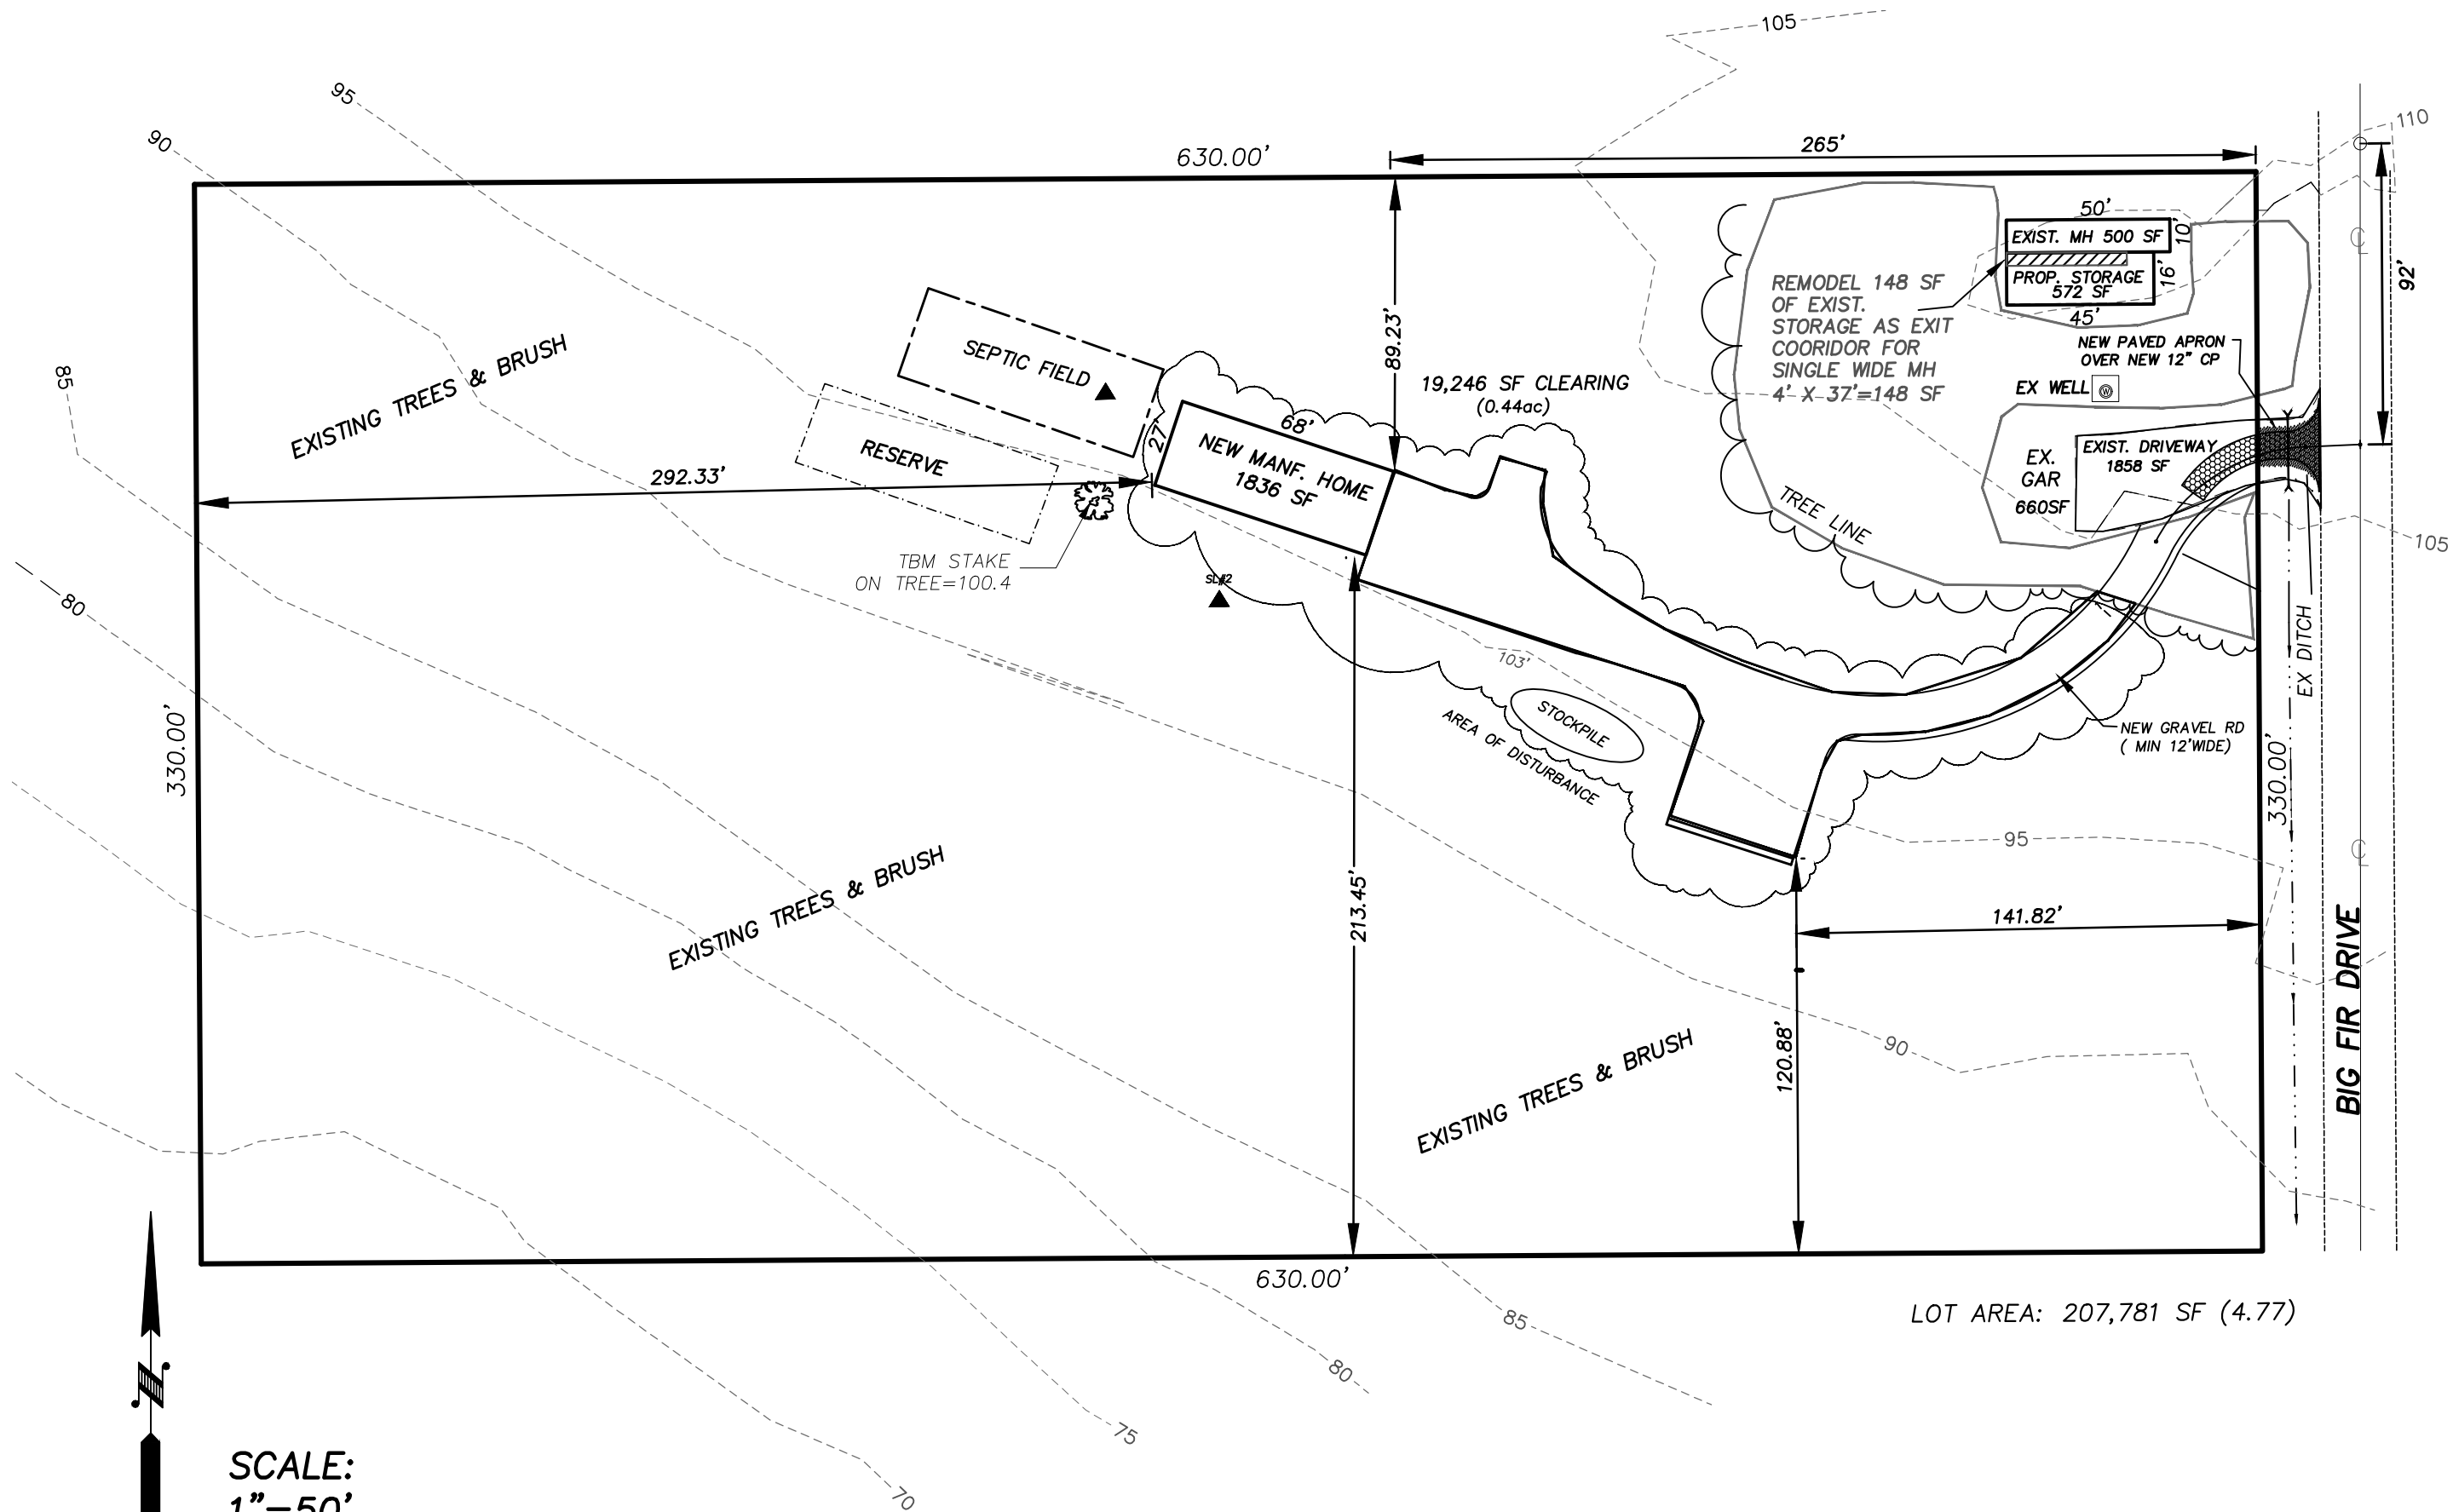 105
95
110
90
630.00'
265'
50'
EXIST. MH 500 SF
10'
℄
PROP. STORAGE
572 SF
16'
45'
92'
REMODEL 148 SF
OF EXIST.
STORAGE AS EXIT
COORIDOR FOR
SINGLE WIDE MH
4' X 37'=148 SF
NEW PAVED APRON
OVER NEW 12" CP
EX WELL
W
89.23'
85
EXISTING TREES & BRUSH
SEPTIC FIELD
19,246 SF CLEARING
(0.44ac)
68'
27'
RESERVE
NEW MANF. HOME
1836 SF
EX.
GAR
660SF
EXIST. DRIVEWAY
1858 SF
292.33'
TREE LINE
105
TBM STAKE
ON TREE=100.4
SL#2
80
EX DITCH
103'
STOCKPILE
AREA OF DISTURBANCE
NEW GRAVEL RD
( MIN 12'WIDE)
330.00'
330.00'
95
℄
EXISTING TREES & BRUSH
213.45'
141.82'
BIG FIR DRIVE
120.88'
90
EXISTING TREES & BRUSH
630.00'
85
LOT AREA: 207,781 SF (4.77)
80
75
70
N
SCALE:
1"=50'